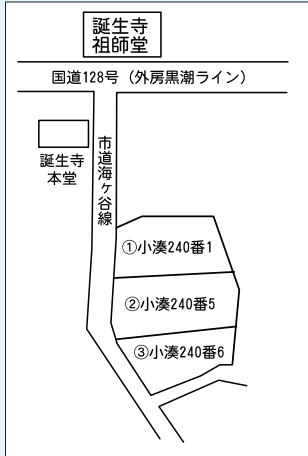 誕生寺
祖師堂
国道128号（外房黒潮ライン）
誕生寺
本堂
市道海ヶ谷線
①小湊240番1
②小湊240番5
③小湊240番6